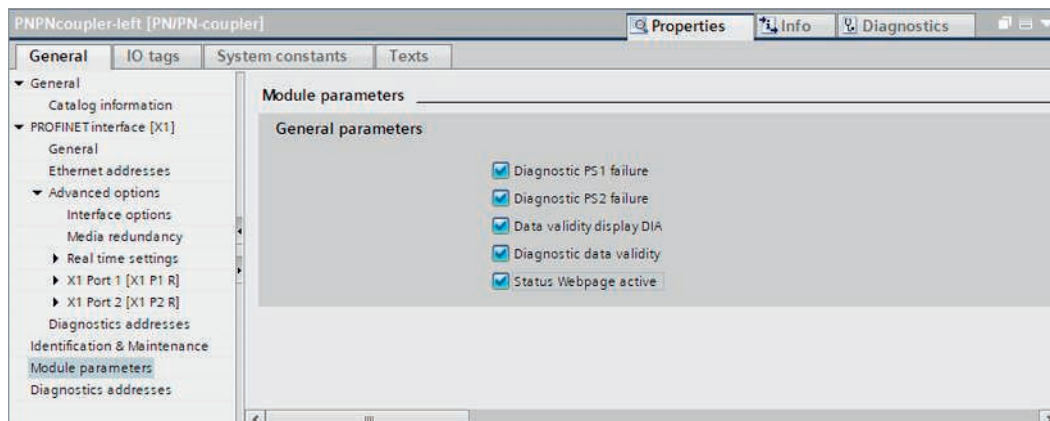 PNPNcoupler-left [PN/PN-coupler]
Properties
Info
Diagnostics
General
IO tags
System constants
Texts
General
Catalog information
PROFINET interface [X1]
General
Ethernet addresses
Advanced options
Interface options
Media redundancy
Real time settings
X1 Port 1 [X1 P1 R]
X1 Port 2 [X1 P2 R]
Diagnostics addresses
Identification & Maintenance
Module parameters
Diagnostics addresses
Module parameters
General parameters
Diagnostic PS1 failure
Diagnostic PS2 failure
Data validity display DIA
Diagnostic data validity
Status Webpage active